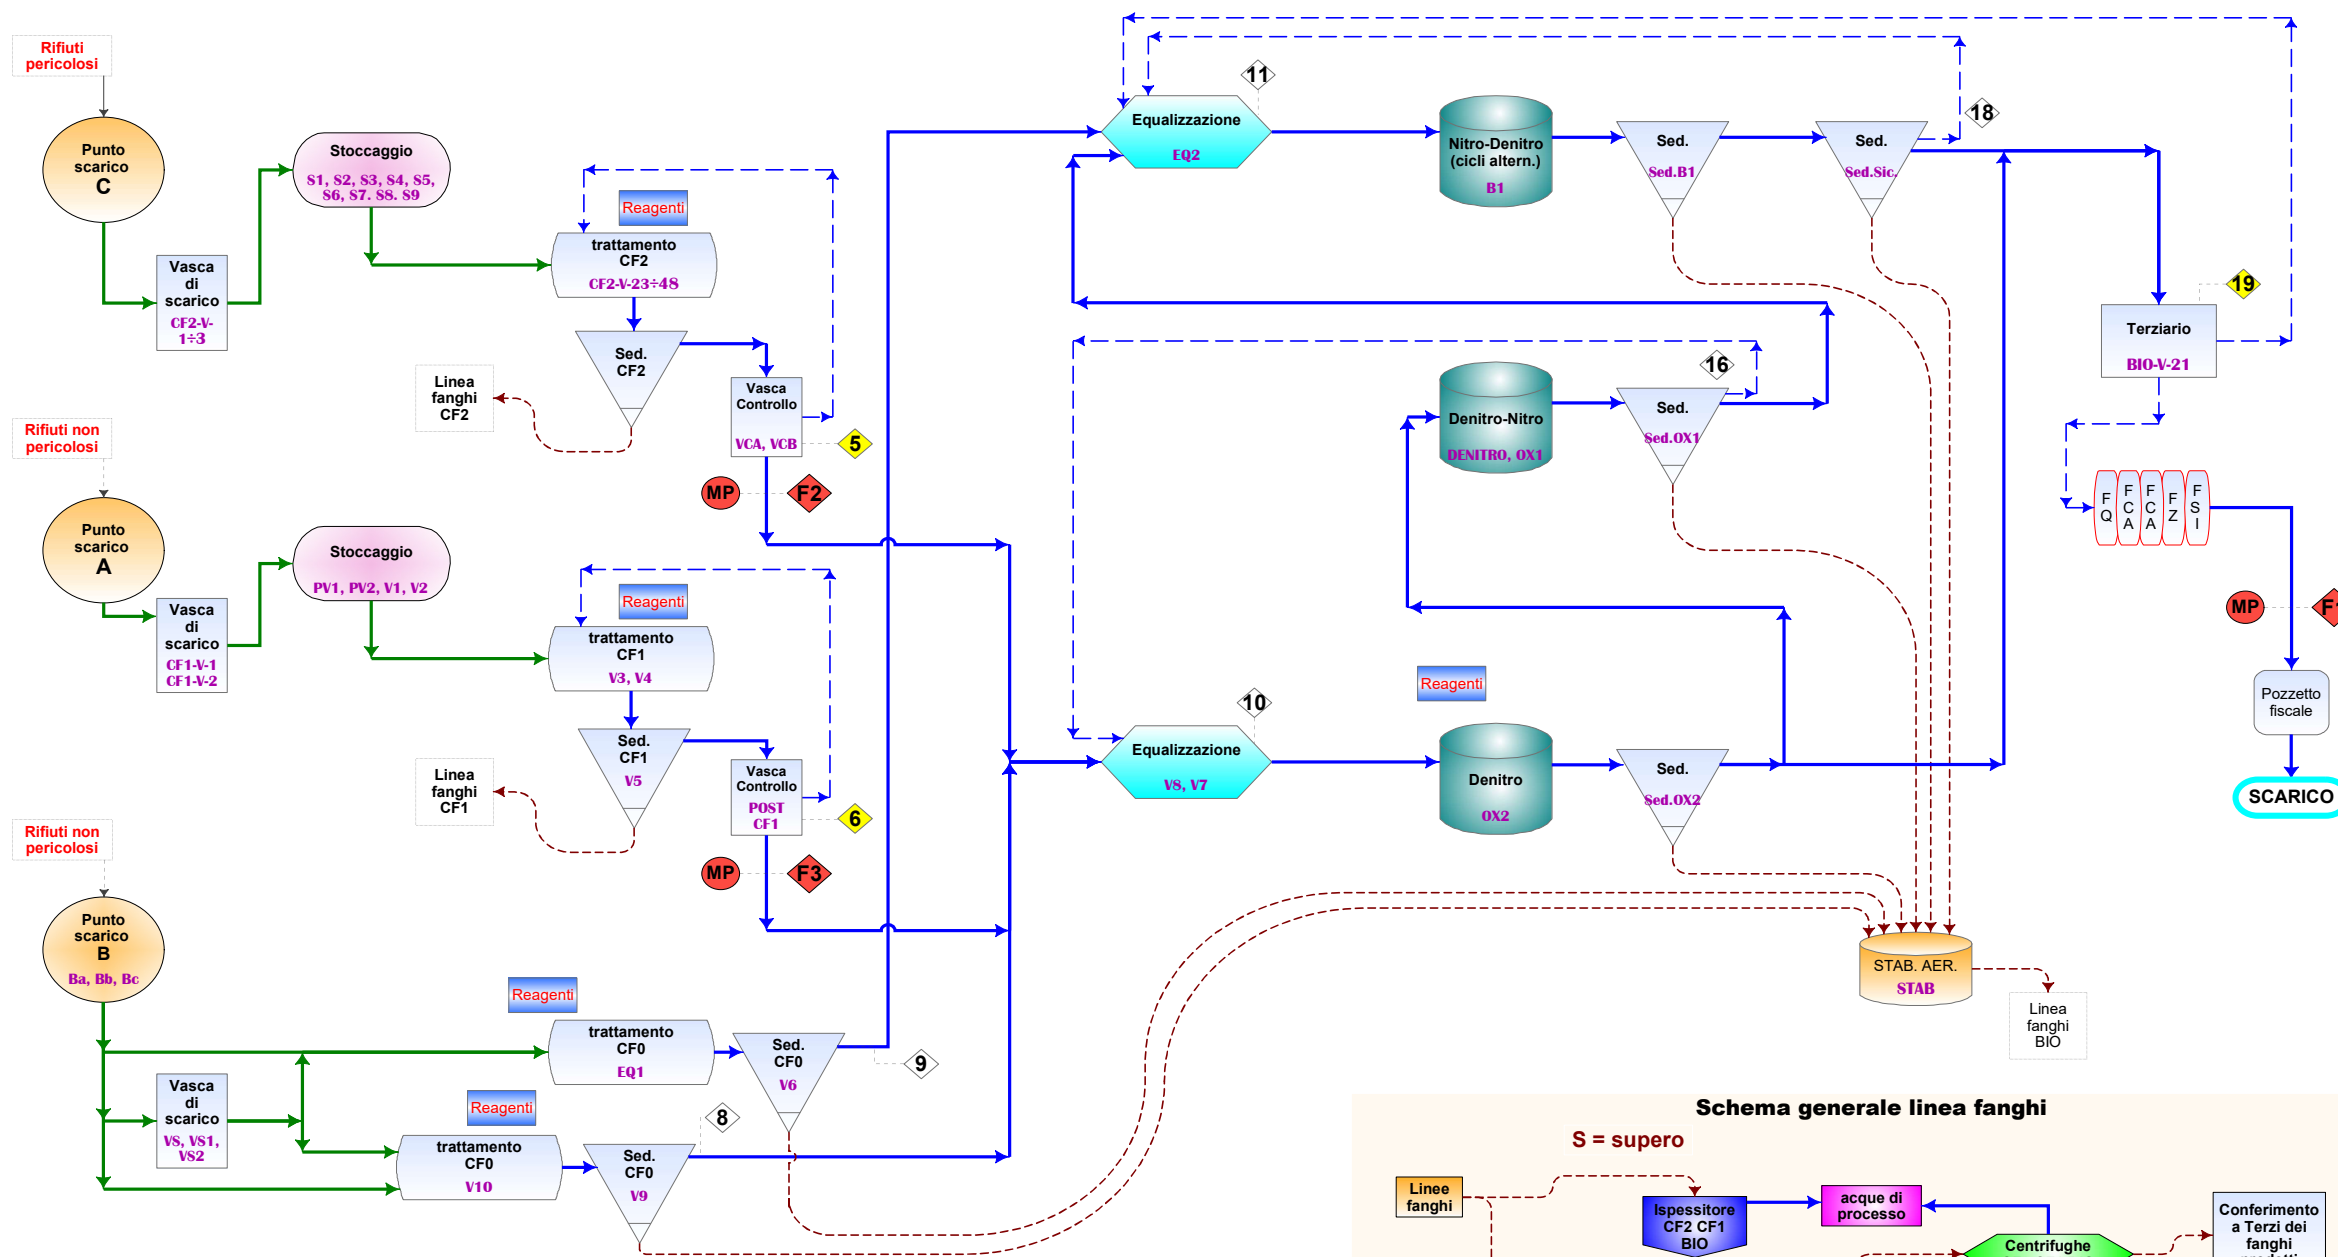 Rifiuti
pericolosi
Punto
scarico
C
Vasca
di
scarico
CF2-V-
1÷3
Stoccaggio
S1, S2, S3, S4, S5,
S6, S7. S8. S9
Reagenti
trattamento
CF2
CF2-V-23÷48
Sed.
CF2
Linea
fanghi
CF2
Vasca
Controllo
VCA, VCB
5
MP
F2
Rifiuti non
pericolosi
Punto
scarico
A
Vasca
di
scarico
CF1-V-1
CF1-V-2
Stoccaggio
PV1, PV2, V1, V2
Reagenti
trattamento
CF1
V3, V4
Sed.
CF1
V5
Linea
fanghi
CF1
Vasca
Controllo
POST
CF1
6
MP
F3
Rifiuti non
pericolosi
Punto
scarico
B
Ba, Bb, Bc
Vasca
di
scarico
VS, VS1,
VS2
Reagenti
trattamento
CF0
EQ1
Sed.
CF0
V6
9
Reagenti
trattamento
CF0
V10
Sed.
CF0
V9
8
Equalizzazione
EQ2
11
Nitro-Denitro
(cicli altern.)
B1
Sed.
Sed.B1
Sed.
Sed.Sic.
18
19
Terziario
BIO-V-21
Denitro-Nitro
DENITRO, OX1
Sed.
Sed.OX1
16
F
Q
F
C
A
F
C
A
F
Z
F
S
I
MP
Pozzetto
fiscale
SCARICO
Equalizzazione
V8, V7
10
Reagenti
Denitro
OX2
Sed.
Sed.OX2
STAB. AER.
STAB
Linea
fanghi
BIO
Schema generale linea fanghi
S = supero
Linee
fanghi
Ispessitore
CF2 CF1
BIO
acque di
processo
Centrifughe
Conferimento
a Terzi dei
fanghi